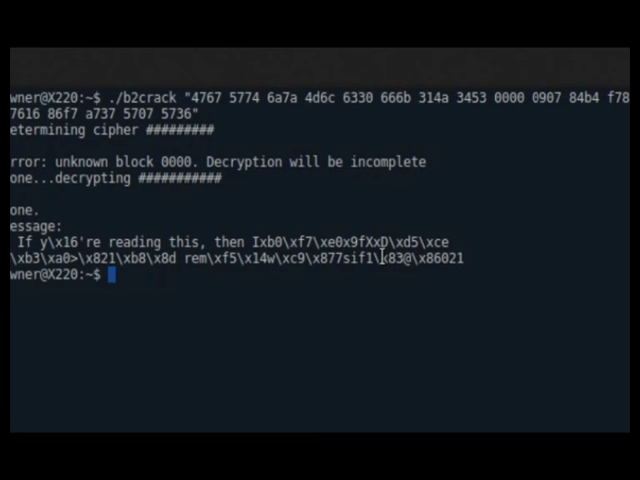 wner@X220:~$ ./b2crack "4767 5774 6a7a 4d6c 6330 666b 314a 3453 0000 0907 84b4 f78
7616 86f7 a737 5707 5736"
etermining cipher #########
rror: unknown block 0000. Decryption will be incomplete
one...decrypting ###########
one.
essage:
If y\x16're reading this, then Ixb0\xf7\xe0x9fXxD\xd5\xce
\xb3\xa0>\x821\xb8\x8d rem\xf5\x14w\xc9\x877sif1\x83@\x86021
wner@X220:~$